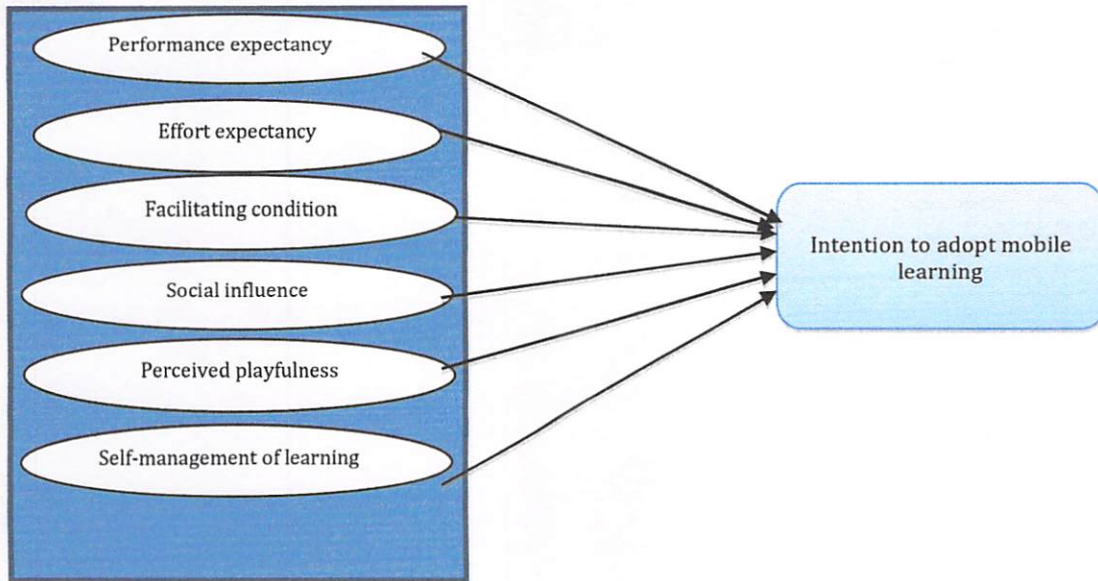 Performance expectancy
Effort expectancy
Facilitating condition
Social influence
Perceived playfulness
Self-management of learning
Intention to adopt mobile
learning